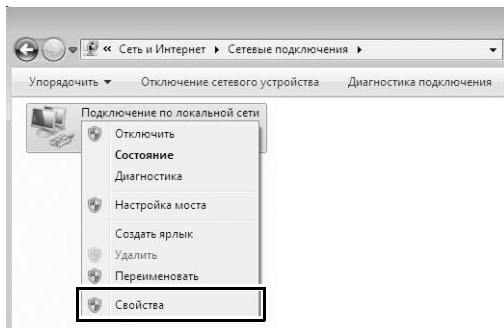 « Сеть и Интернет ▸ Сетевые подключения ▸
Упорядочить ▼ Отключение сетевого устройства Диагностика подключения
Подключение по локальной сети
Отключить
Состояние
Диагностика
Настройка моста
Создать ярлык
Удалить
Переименовать
Свойства